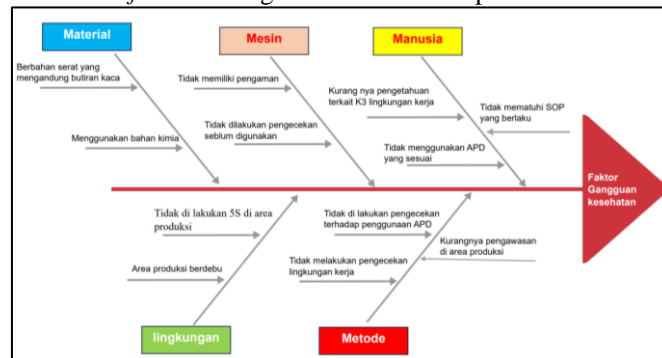 Material
Mesin
Manusia
Berbahan serat yang
mengandung butiran kaca
Tidak memiliki pengaman
Kurang nya pengetahuan
terkait K3 lingkungan kerja
Tidak mematuhi SOP
yang berlaku
Menggunakan bahan kimia
Tidak dilakukan pengecekan
seblum digunakan
Tidak menggunakan APD
yang sesuai
Faktor
Gangguan
kesehatan
Tidak di lakukan 5S di area
produksi
Tidak di lakukan pengecekan
terhadap penggunaan APD
Kurangnya pengawasan
di area produksi
Area produksi berdebu
Tidak melakukan pengecekan
lingkungan kerja
lingkungan
Metode